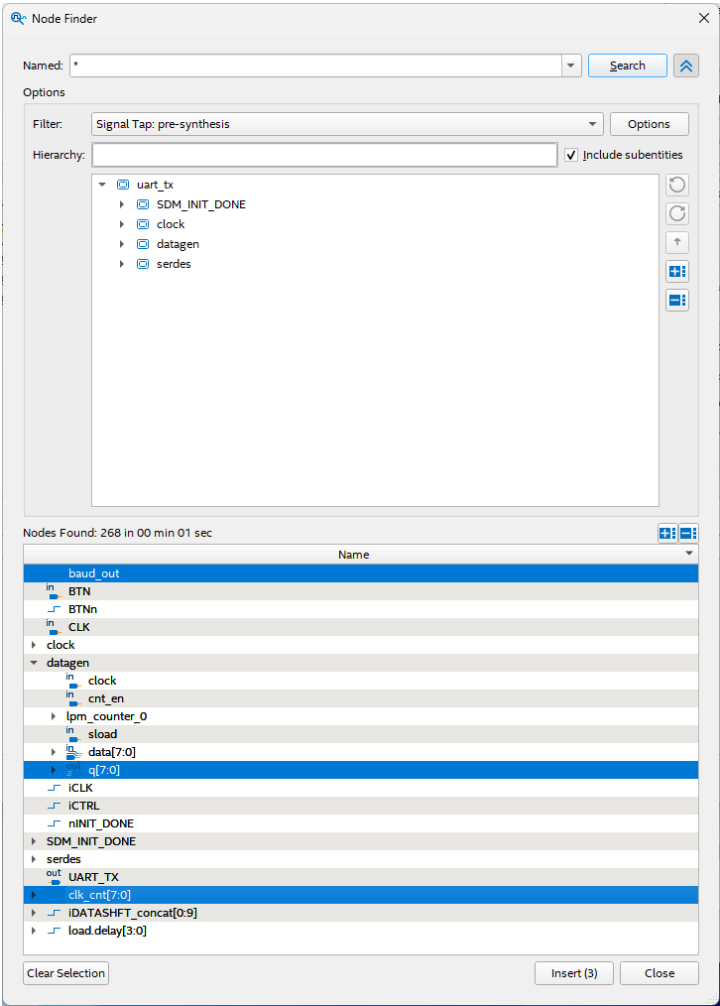 Node Finder
Named: * Search
Options
Filter: Signal Tap: pre-synthesis Options
Hierarchy: Include subentities
uart_tx
SDM_INIT_DONE
clock
datagen
serdes
Nodes Found: 268 in 00 min 01 sec
Name
baud_out
in BTN
BTNn
in CLK
clock
datagen
in clock
in cnt_en
lpm_counter_0
in sload
in data[7:0]
out q[7:0]
iCLK
iCTRL
nINIT_DONE
SDM_INIT_DONE
serdes
out UART_TX
clk_cnt[7:0]
iDATASHFT_concat[0:9]
load.delay[3:0]
Clear Selection Insert (3) Close